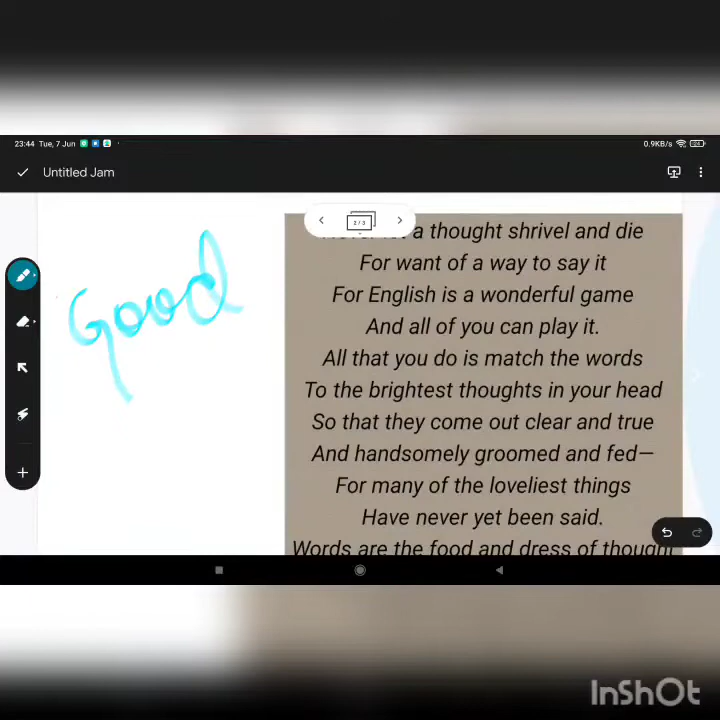 23:44 Tue, 7 Jun
0.9KB/s
Untitled Jam
2 / 3
Good
a thought shrivel and die
For want of a way to say it
For English is a wonderful game
And all of you can play it.
All that you do is match the words
To the brightest thoughts in your head
So that they come out clear and true
And handsomely groomed and fed—
For many of the loveliest things
Have never yet been said.
Words are the food and dress of thought
InShOt